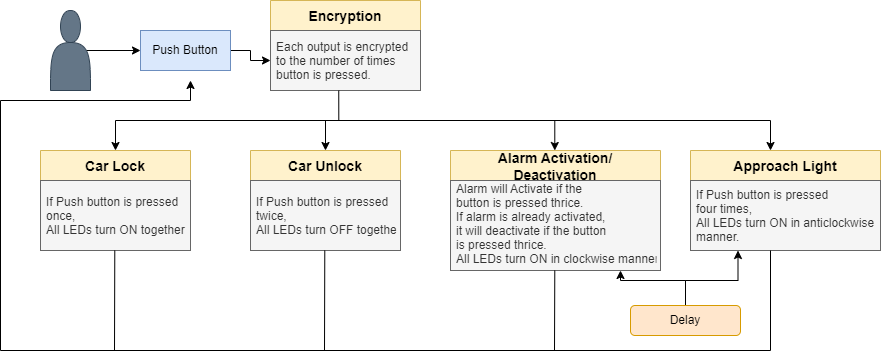 Encryption
Push Button
Each output is encrypted
to the number of times
button is pressed.
Car Lock
If Push button is pressed
once,
All LEDs turn ON together
Car Unlock
If Push button is pressed
twice,
All LEDs turn OFF togethe
Alarm Activation/
Deactivation
Alarm will Activate if the
button is pressed thrice.
If alarm is already activated,
it will deactivate if the button
is pressed thrice.
All LEDs turn ON in clockwise manner
Approach Light
If Push button is pressed
four times,
All LEDs turn ON in anticlockwise
manner.
Delay